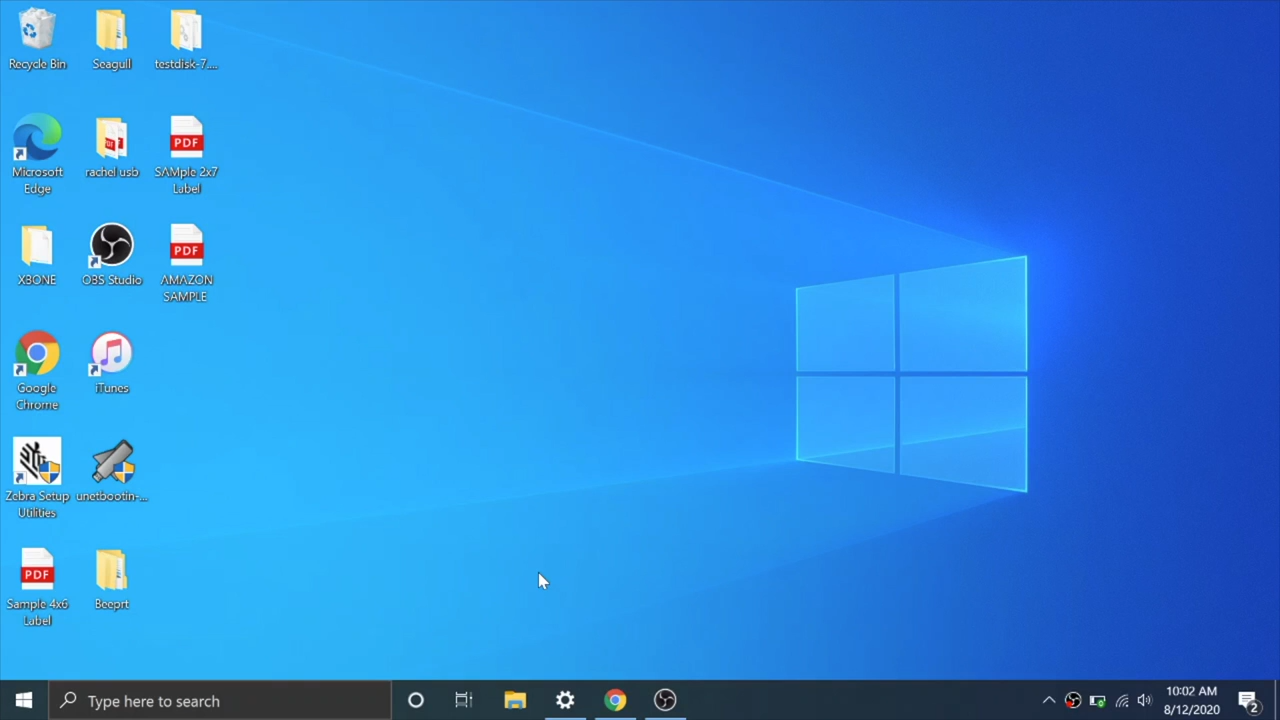 Recycle Bin
Seagull
testdisk-7....
Microsoft
Edge
rachel usb
PDF
SAMple 2x7
Label
XBONE
OBS Studio
PDF
AMAZON
SAMPLE
Google
Chrome
iTunes
Zebra Setup
Utilities
unetbootin-...
PDF
Sample 4x6
Label
Beeprt
Type here to search
10:02 AM
8/12/2020
2